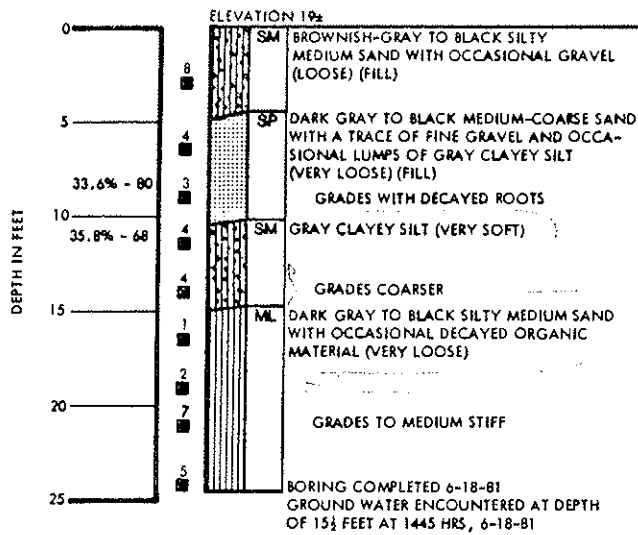 ELEVATION 19±
0
SM BROWNISH-GRAY TO BLACK SILTY
MEDIUM SAND WITH OCCASIONAL GRAVEL
(LOOSE) (FILL)
8
5
SP DARK GRAY TO BLACK MEDIUM-COARSE SAND
WITH A TRACE OF FINE GRAVEL AND OCCA-
SIONAL LUMPS OF GRAY CLAYEY SILT
(VERY LOOSE) (FILL)
4
33.6% - 80
3
GRADES WITH DECAYED ROOTS
10
35.8% - 68
4
SM GRAY CLAYEY SILT (VERY SOFT)
4
GRADES COARSER
15
ML DARK GRAY TO BLACK SILTY MEDIUM SAND
WITH OCCASIONAL DECAYED ORGANIC
MATERIAL (VERY LOOSE)
1
2
20
7
GRADES TO MEDIUM STIFF
5
25
BORING COMPLETED 6-18-81
GROUND WATER ENCOUNTERED AT DEPTH
OF 15½ FEET AT 1445 HRS, 6-18-81
DEPTH IN FEET